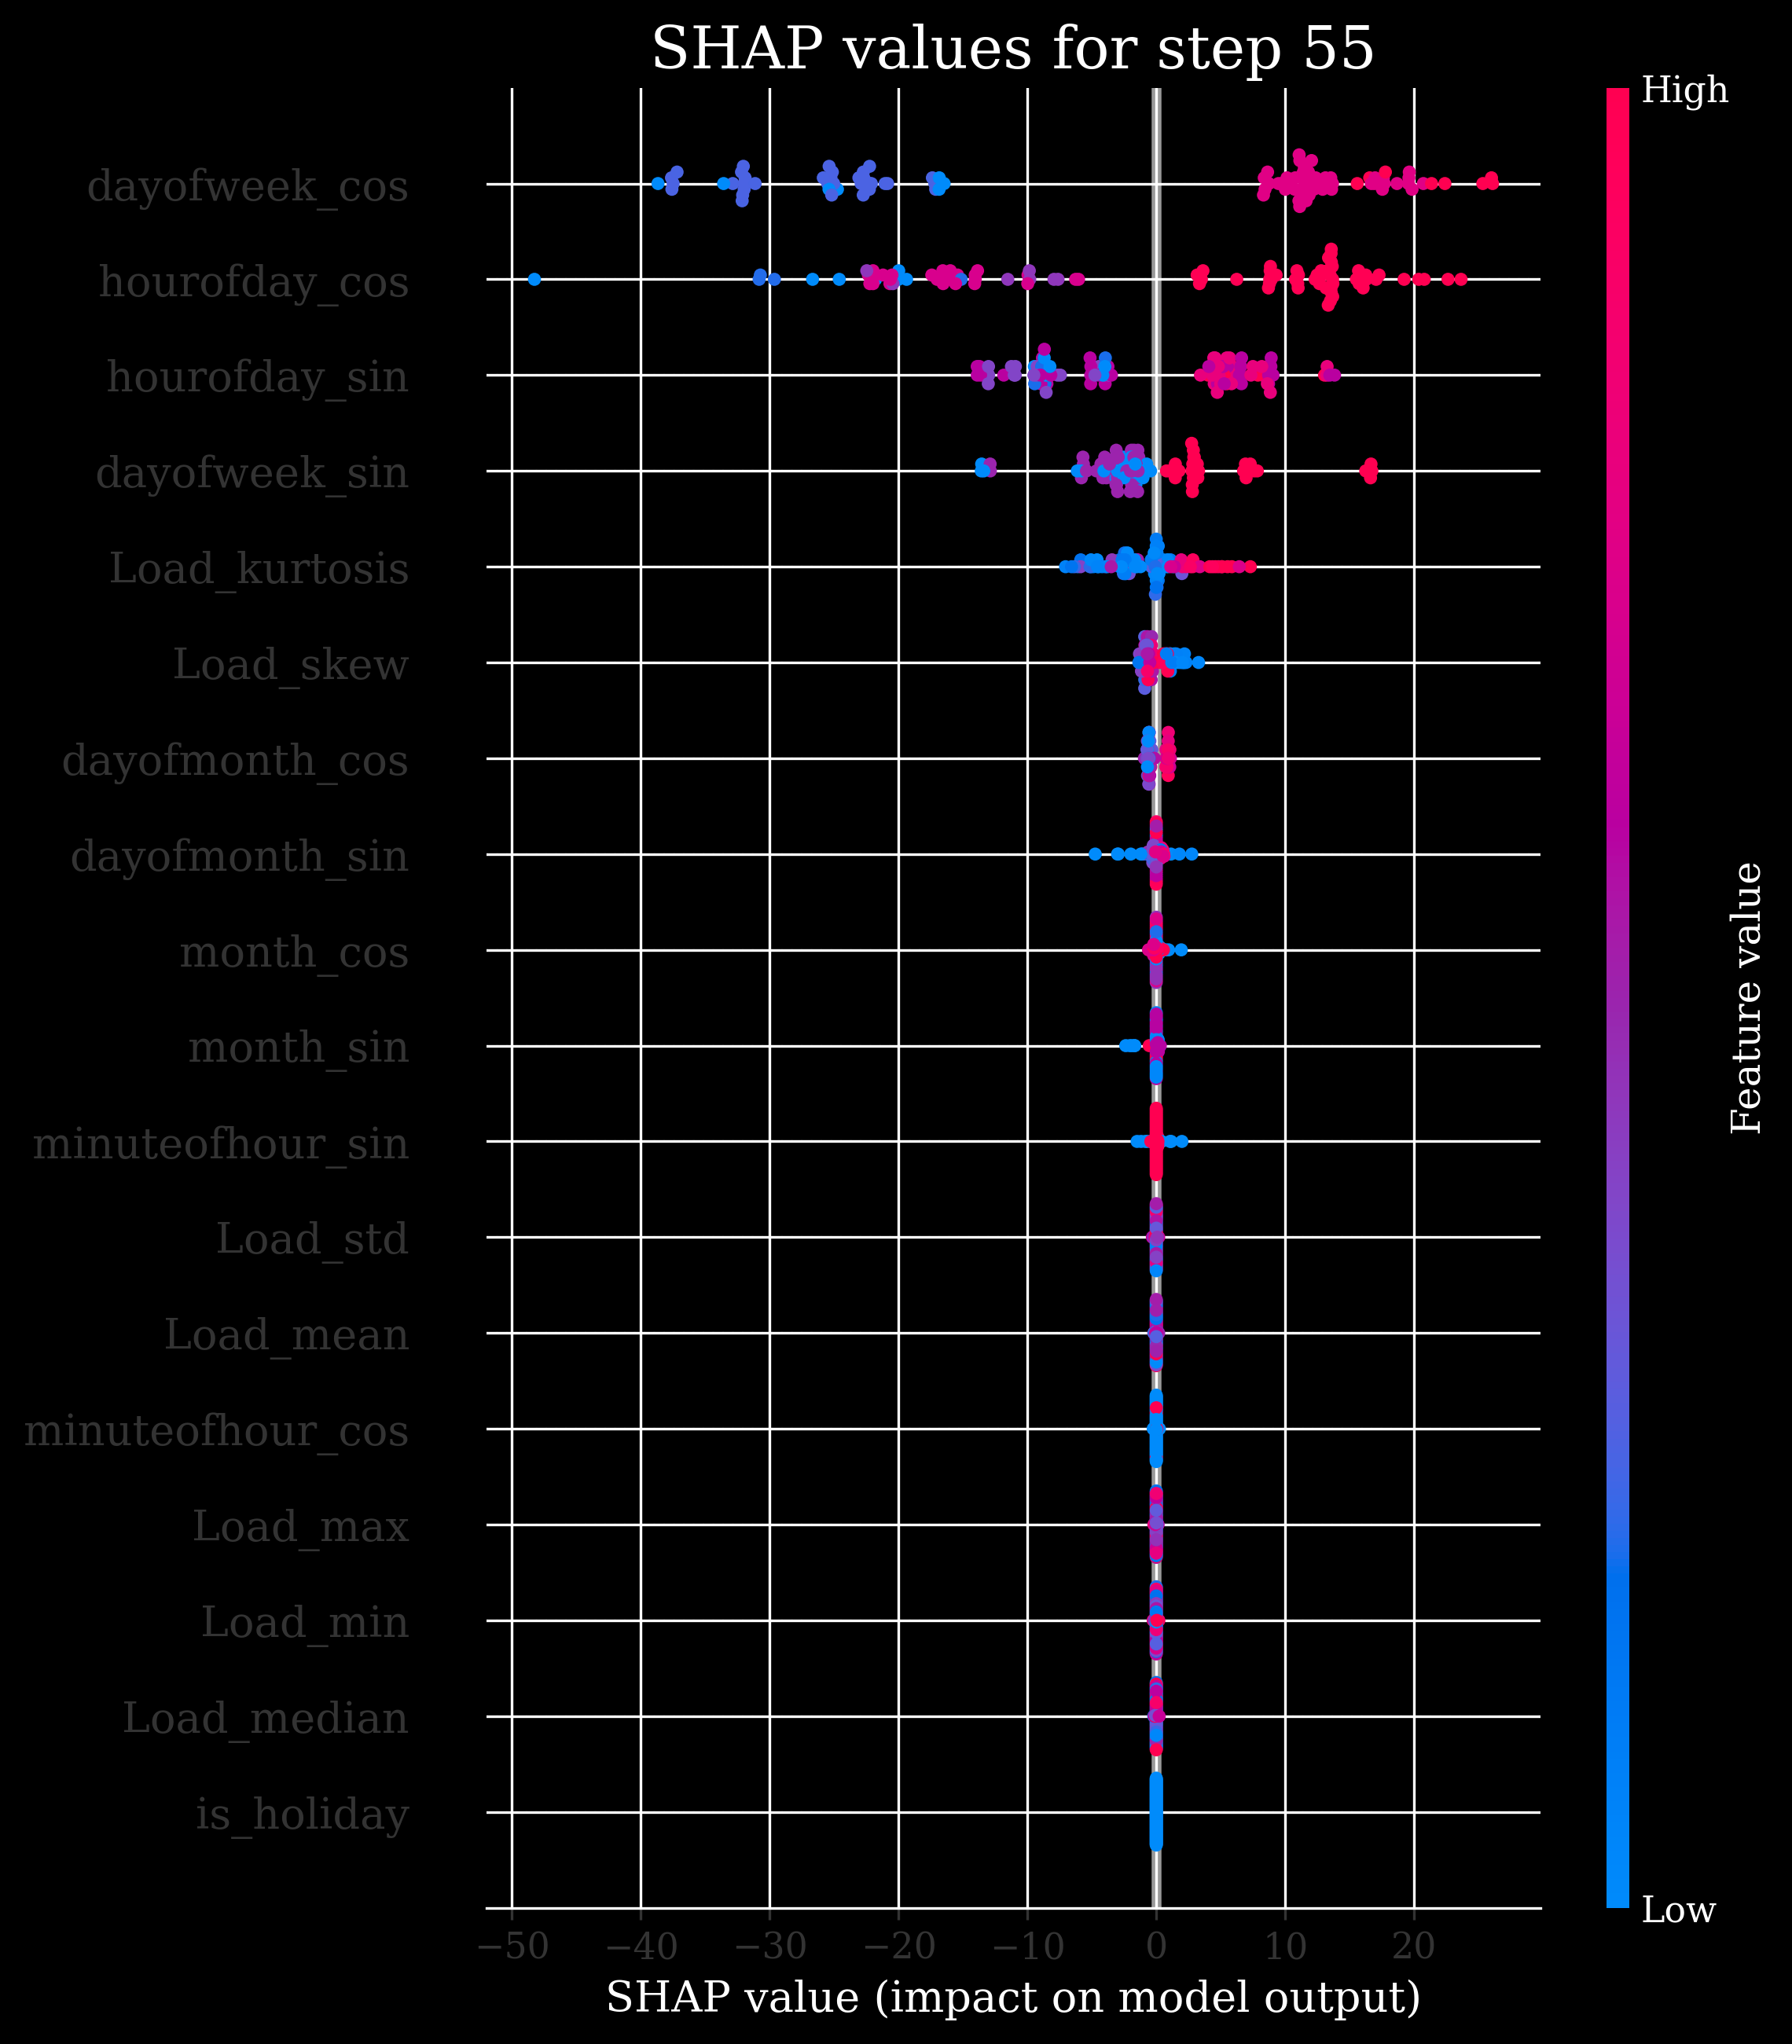 SHAP values for step 55
High
dayofweek_cos
hourofday_cos
hourofday_sin
dayofweek_sin
Load_kurtosis
Load_skew
dayofmonth_cos
dayofmonth_sin
month_cos
month_sin
minuteofhour_sin
Load_std
Load_mean
minuteofhour_cos
Load_max
Load_min
Load_median
is_holiday
Feature value
Low
−50 −40 −30 −20 −10 0 10 20
SHAP value (impact on model output)